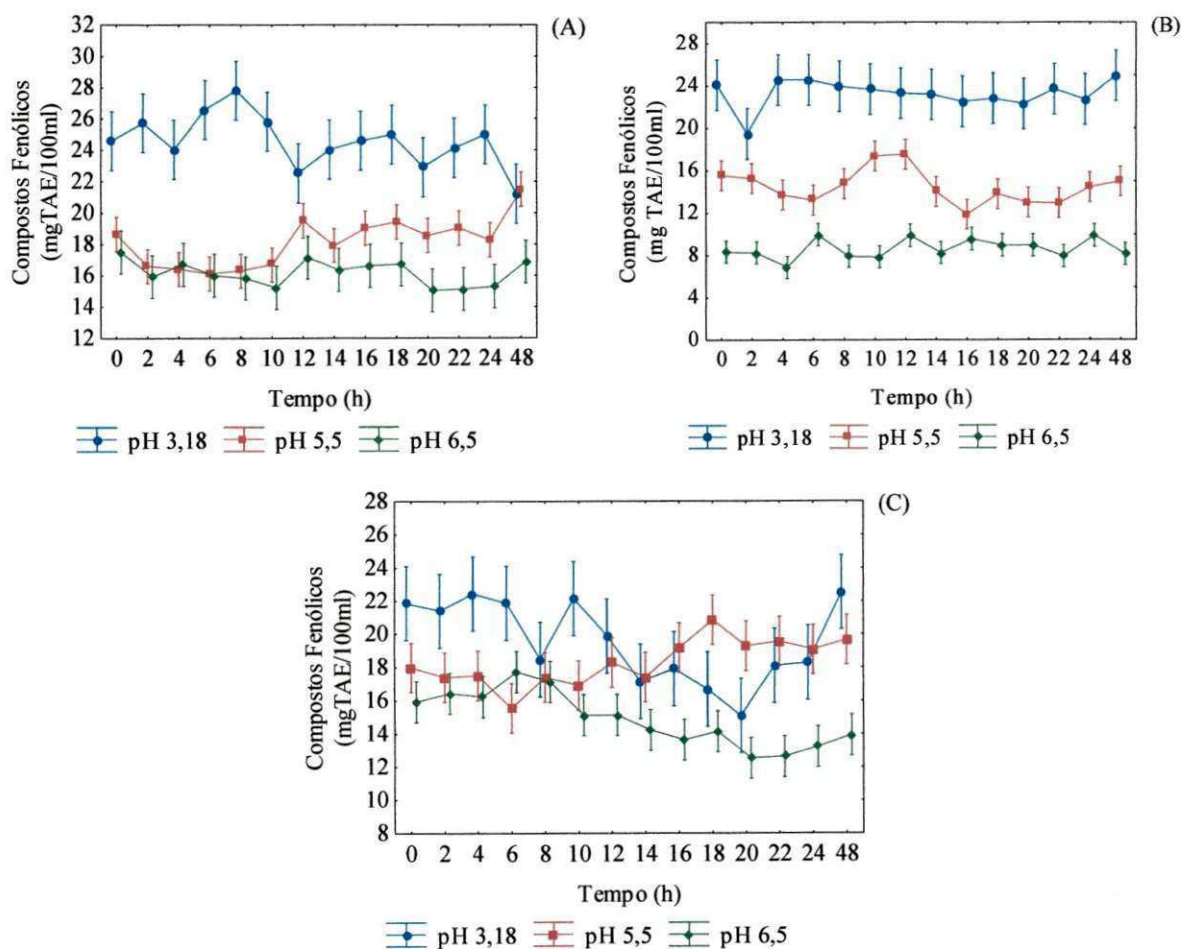 (A)
Compostos Fenólicos
(mgTAE/100ml)
32
30
28
26
24
22
20
18
16
14
12
0 2 4 6 8 10 12 14 16 18 20 22 24 48
Tempo (h)
pH 3,18 pH 5,5 pH 6,5
(B)
Compostos Fenólicos
(mg TAE/100ml)
28
24
20
16
12
8
4
0
0 2 4 6 8 10 12 14 16 18 20 22 24 48
Tempo (h)
pH 3,18 pH 5,5 pH 6,5
(C)
Compostos Fenólicos
(mgTAE/100ml)
28
26
24
22
20
18
16
14
12
10
8
0 2 4 6 8 10 12 14 16 18 20 22 24 48
Tempo (h)
pH 3,18 pH 5,5 pH 6,5